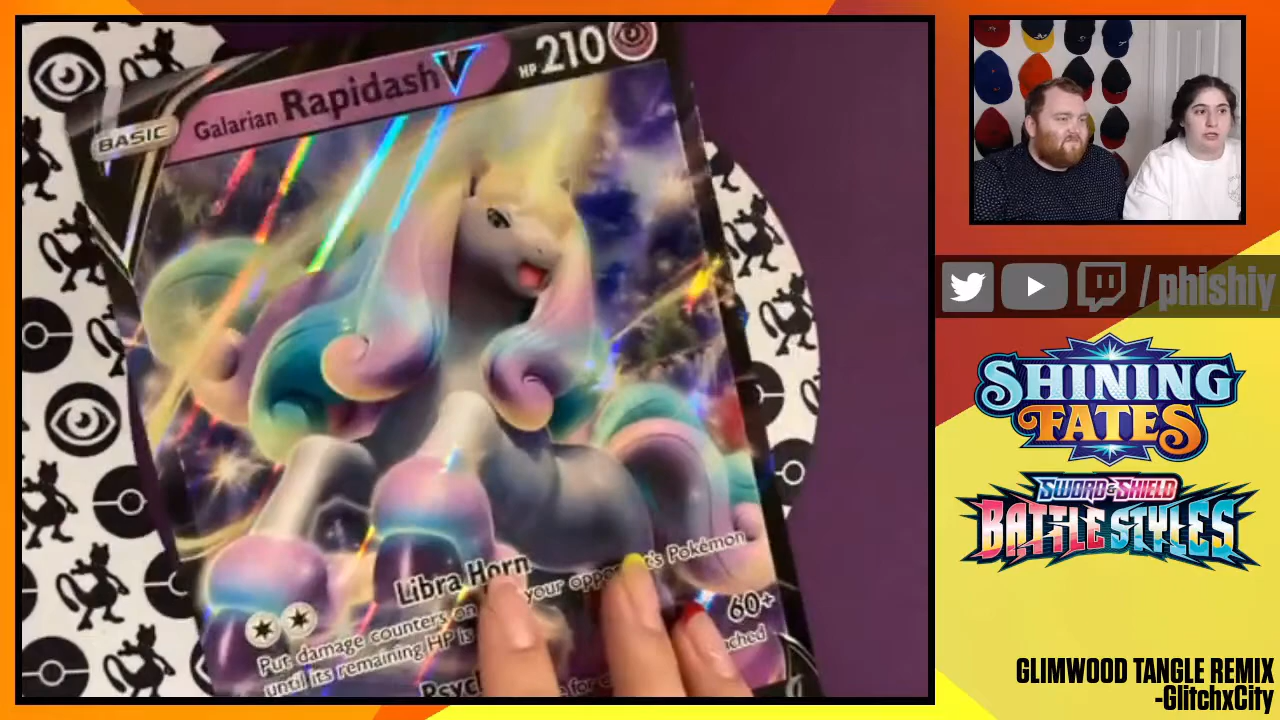 BASIC
Galarian Rapidash V
HP 210
Libra Horn
Put damage counters on your Pokémon
until its remaining HP is
60+
Psyc
/phishiy
SHINING
FATES
SWORD & SHIELD
BATTLE STYLES
GLIMWOOD TANGLE REMIX
-GlitchxCity